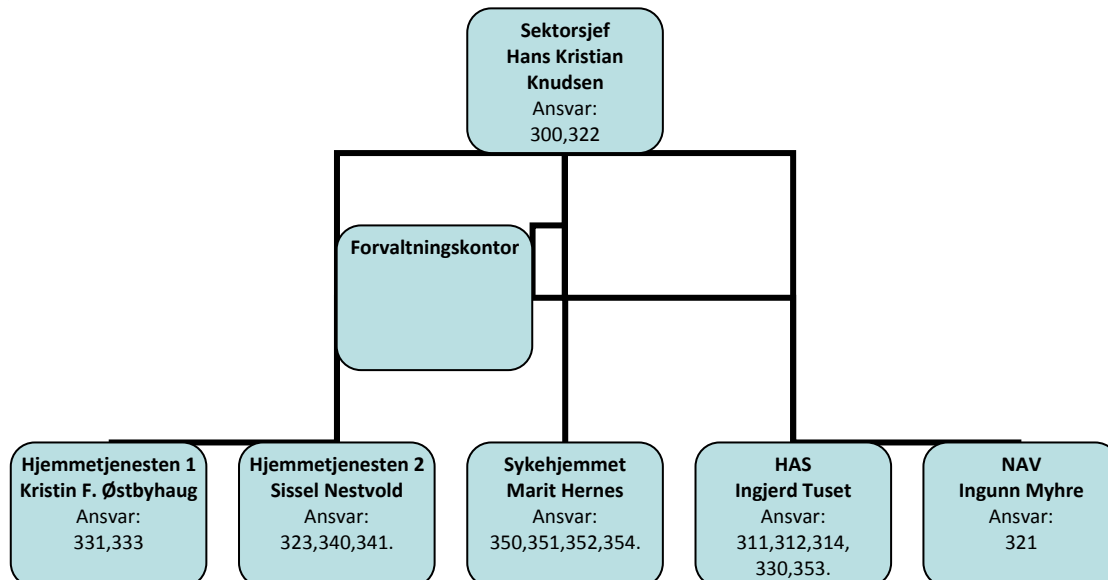 Sektorsjef
Hans Kristian
Knudsen
Ansvar:
300,322
Forvaltningskontor
Hjemmetjenesten 1
Kristin F. Østbyhaug
Ansvar:
331,333
Hjemmetjenesten 2
Sissel Nestvold
Ansvar:
323,340,341.
Sykehjemmet
Marit Hernes
Ansvar:
350,351,352,354.
HAS
Ingjerd Tuset
Ansvar:
311,312,314,
330,353.
NAV
Ingunn Myhre
Ansvar:
321